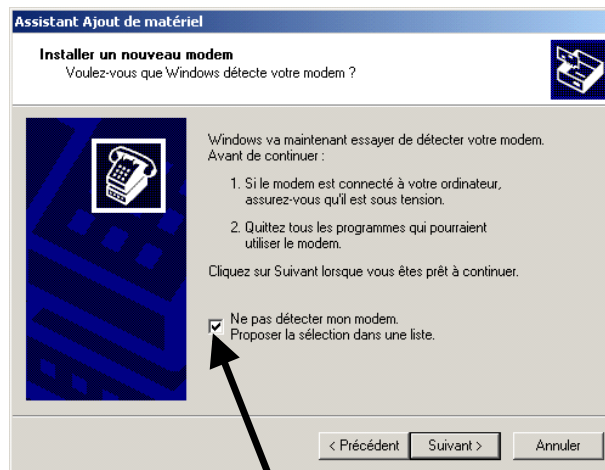 Assistant Ajout de matériel
Installer un nouveau modem
Voulez-vous que Windows détecte votre modem ?
Windows va maintenant essayer de détecter votre modem.
Avant de continuer :
1. Si le modem est connecté à votre ordinateur,
assurez-vous qu'il est sous tension.
2. Quittez tous les programmes qui pourraient
utiliser le modem.
Cliquez sur Suivant lorsque vous êtes prêt à continuer.
Ne pas détecter mon modem.
Proposer la sélection dans une liste.
< Précédent Suivant > Annuler